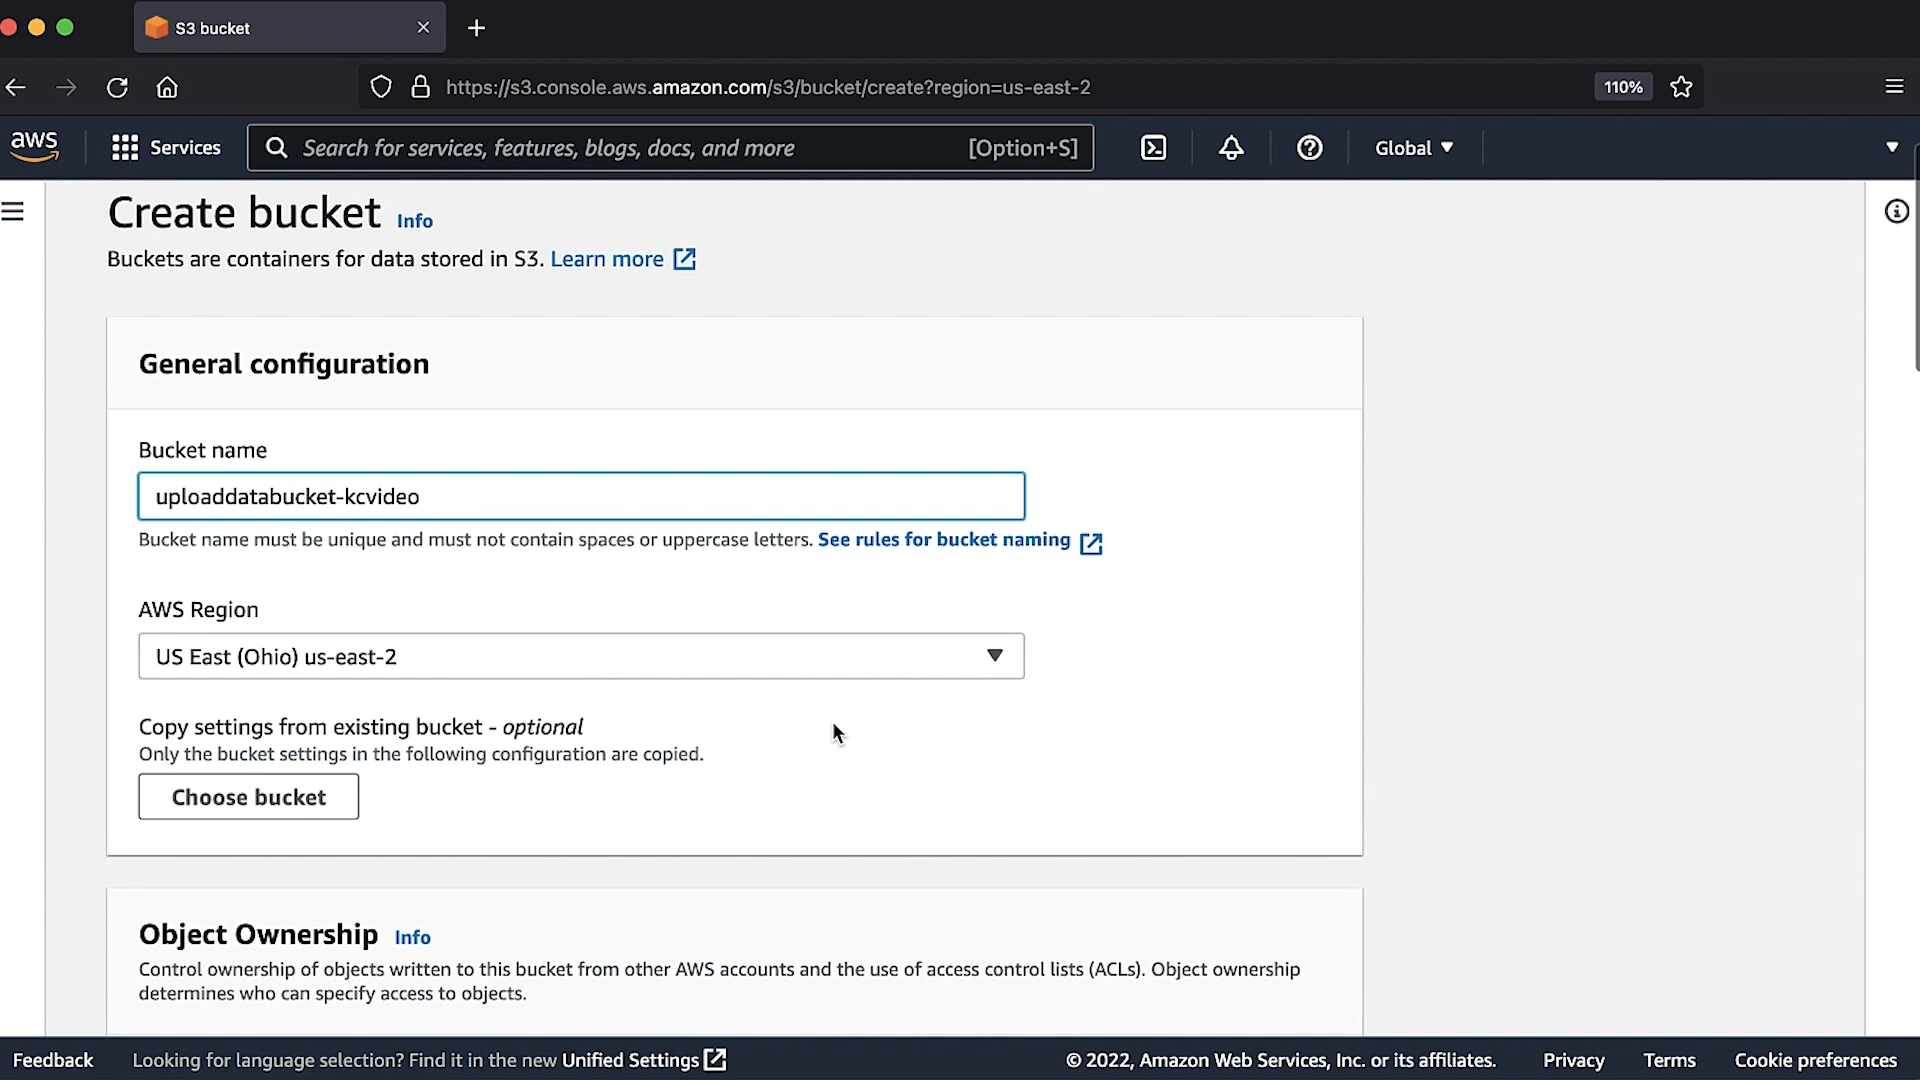 S3 bucket
https://s3.console.aws.amazon.com/s3/bucket/create?region=us-east-2
110%
aws
Services
Search for services, features, blogs, docs, and more
[Option+S]
Global
Create bucket Info
Buckets are containers for data stored in S3. Learn more
General configuration
Bucket name
uploaddatabucket-kcvideo
Bucket name must be unique and must not contain spaces or uppercase letters. See rules for bucket naming
AWS Region
US East (Ohio) us-east-2
Copy settings from existing bucket - optional
Only the bucket settings in the following configuration are copied.
Choose bucket
Object Ownership Info
Control ownership of objects written to this bucket from other AWS accounts and the use of access control lists (ACLs). Object ownership
determines who can specify access to objects.
Feedback
Looking for language selection? Find it in the new Unified Settings
© 2022, Amazon Web Services, Inc. or its affiliates.
Privacy
Terms
Cookie preferences